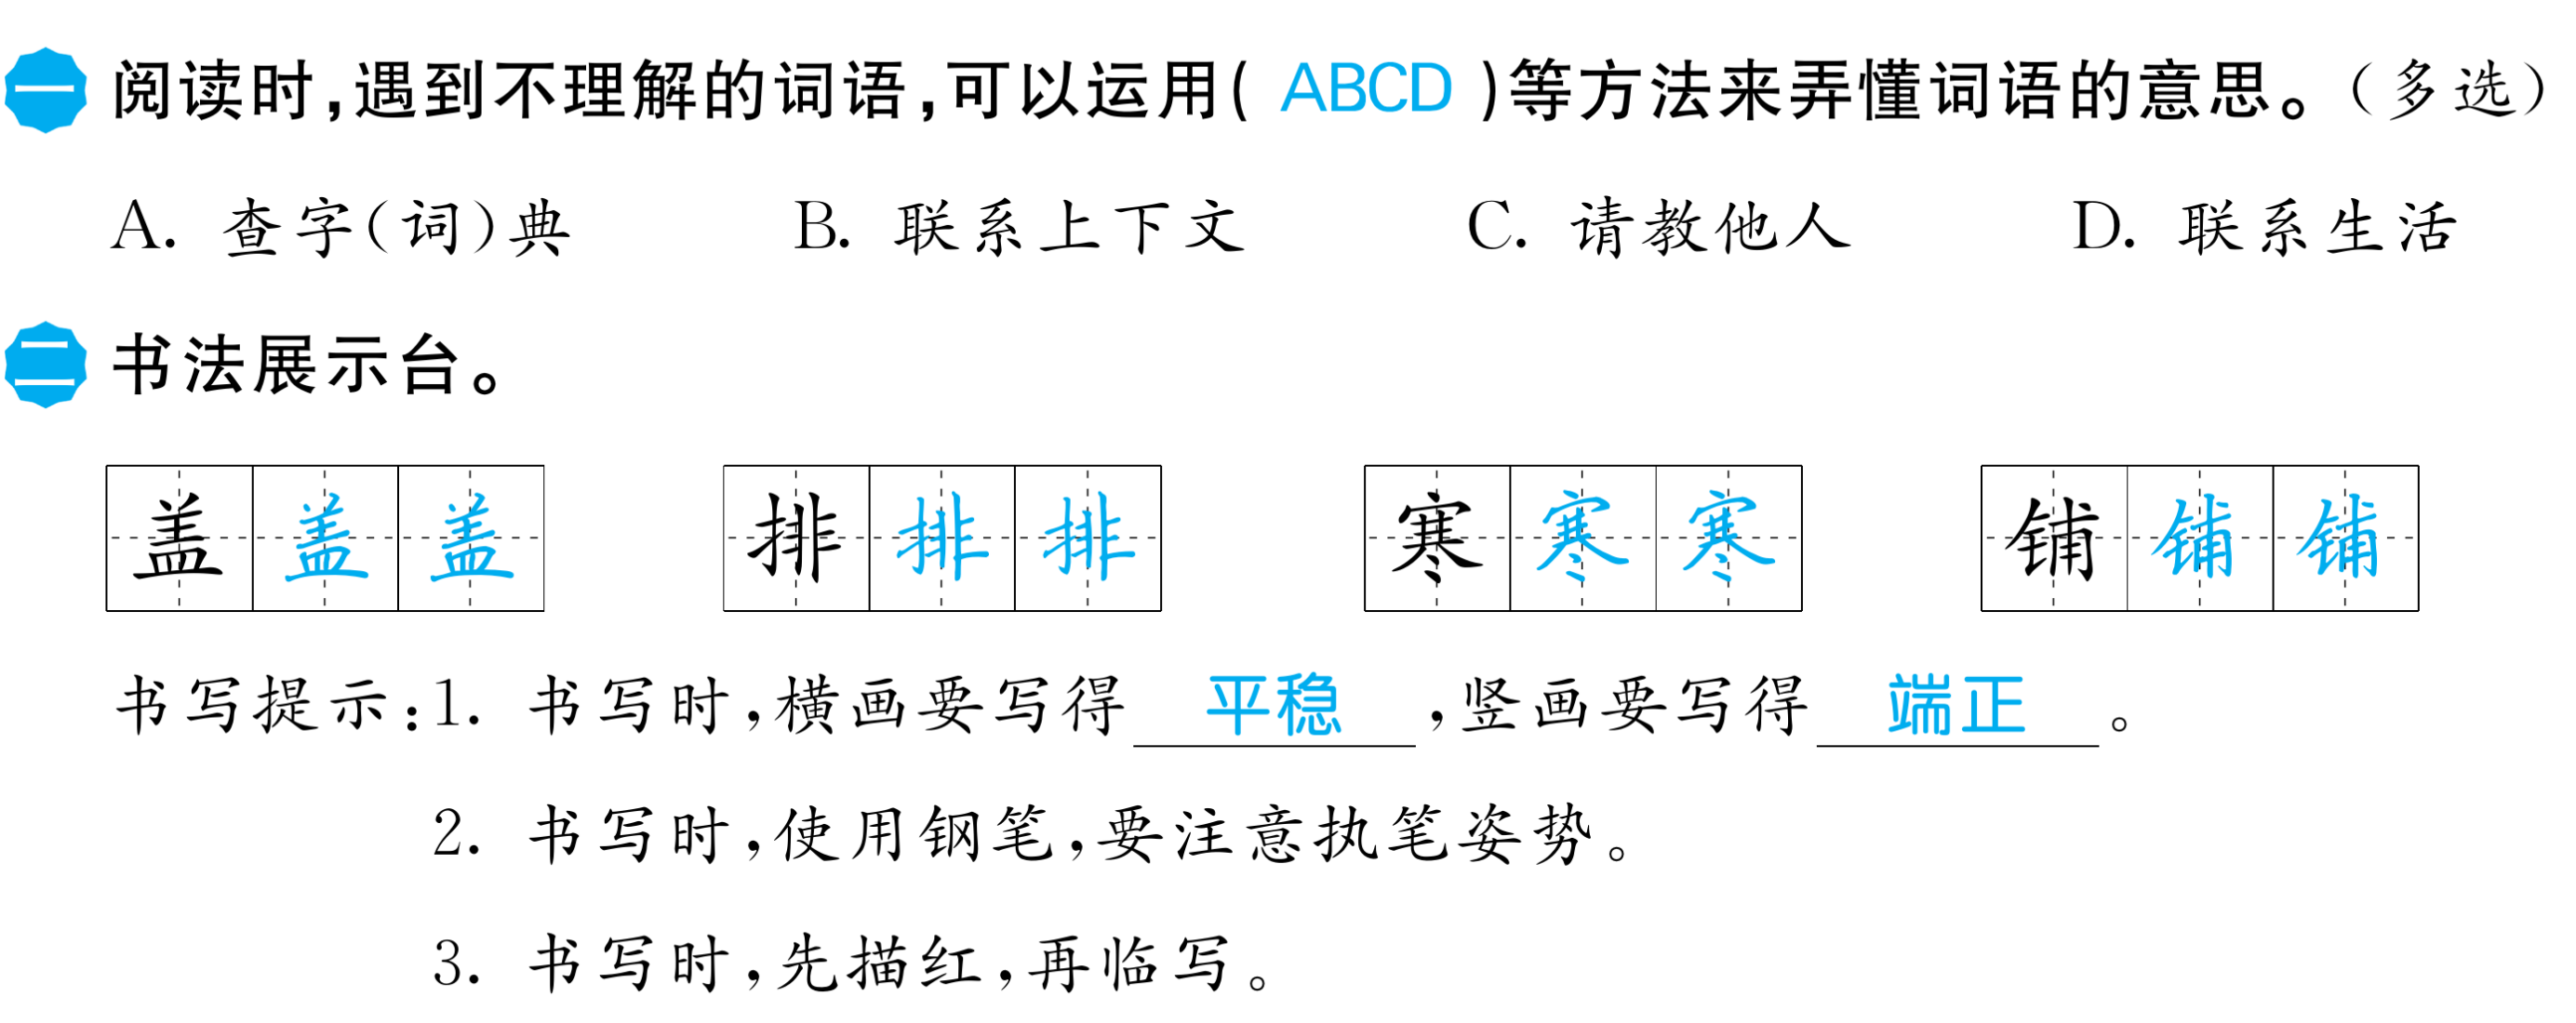 一 阅读时,遇到不理解的词语,可以运用( ABCD )等方法来弄懂词语的意思。(多选)
A. 查字(词)典 B. 联系上下文 C. 请教他人 D. 联系生活
二 书法展示台。
盖 盖 盖 排 排 排 寒 寒 寒 铺 铺 铺
书写提示:1. 书写时,横画要写得 平稳 ,竖画要写得 端正 。
2. 书写时,使用钢笔,要注意执笔姿势。
3. 书写时,先描红,再临写。